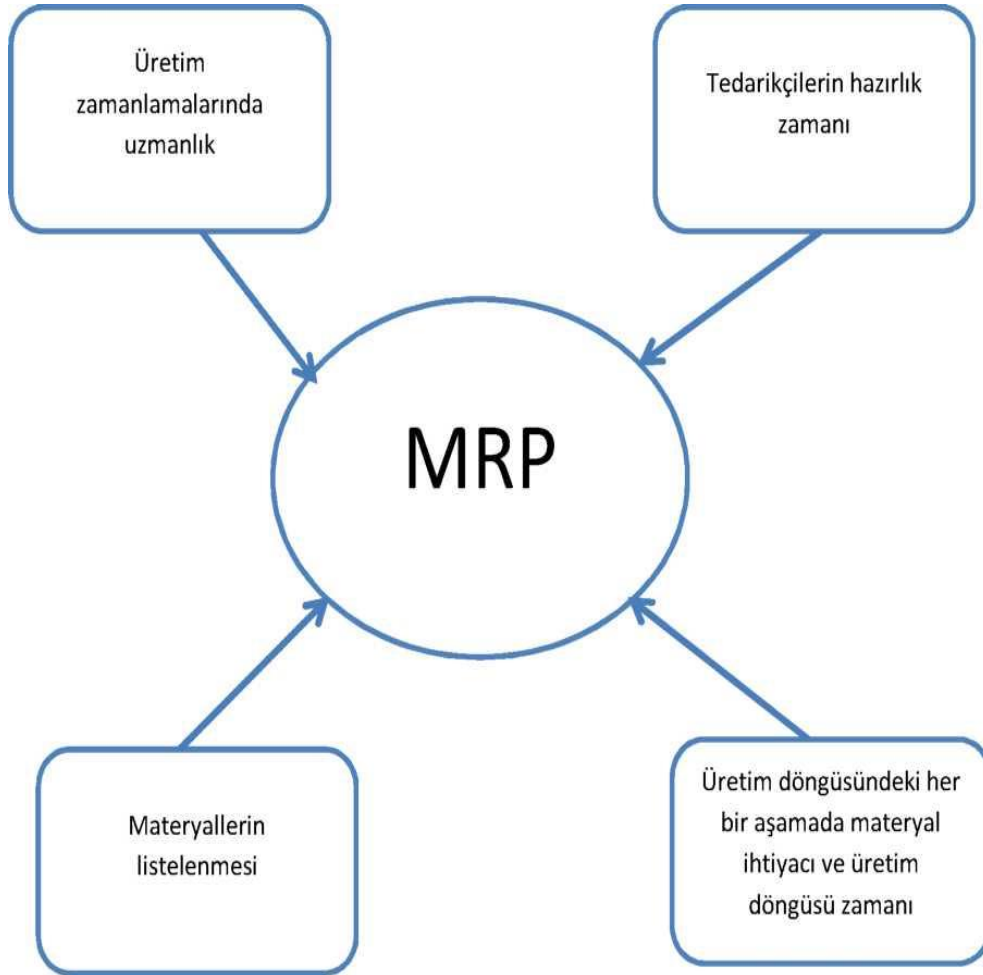 Üretim
zamanlamalarında
uzmanlık
Tedarikçilerin hazırlık
zamanı
MRP
Materyallerin
listelenmesi
Üretim döngüsündeki her
bir aşamada materyal
ihtiyacı ve üretim
döngüsü zamanı